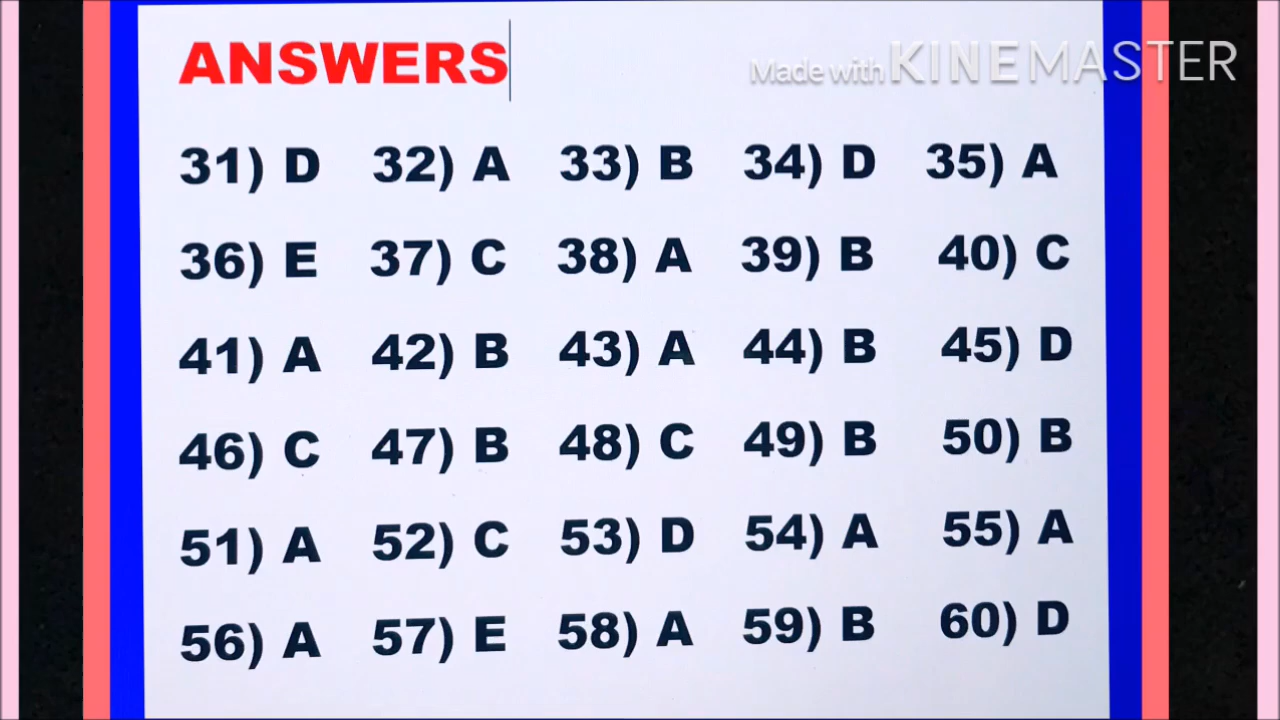 ANSWERS
Made with KINEMASTER
31) D 32) A 33) B 34) D 35) A
36) E 37) C 38) A 39) B 40) C
41) A 42) B 43) A 44) B 45) D
46) C 47) B 48) C 49) B 50) B
51) A 52) C 53) D 54) A 55) A
56) A 57) E 58) A 59) B 60) D